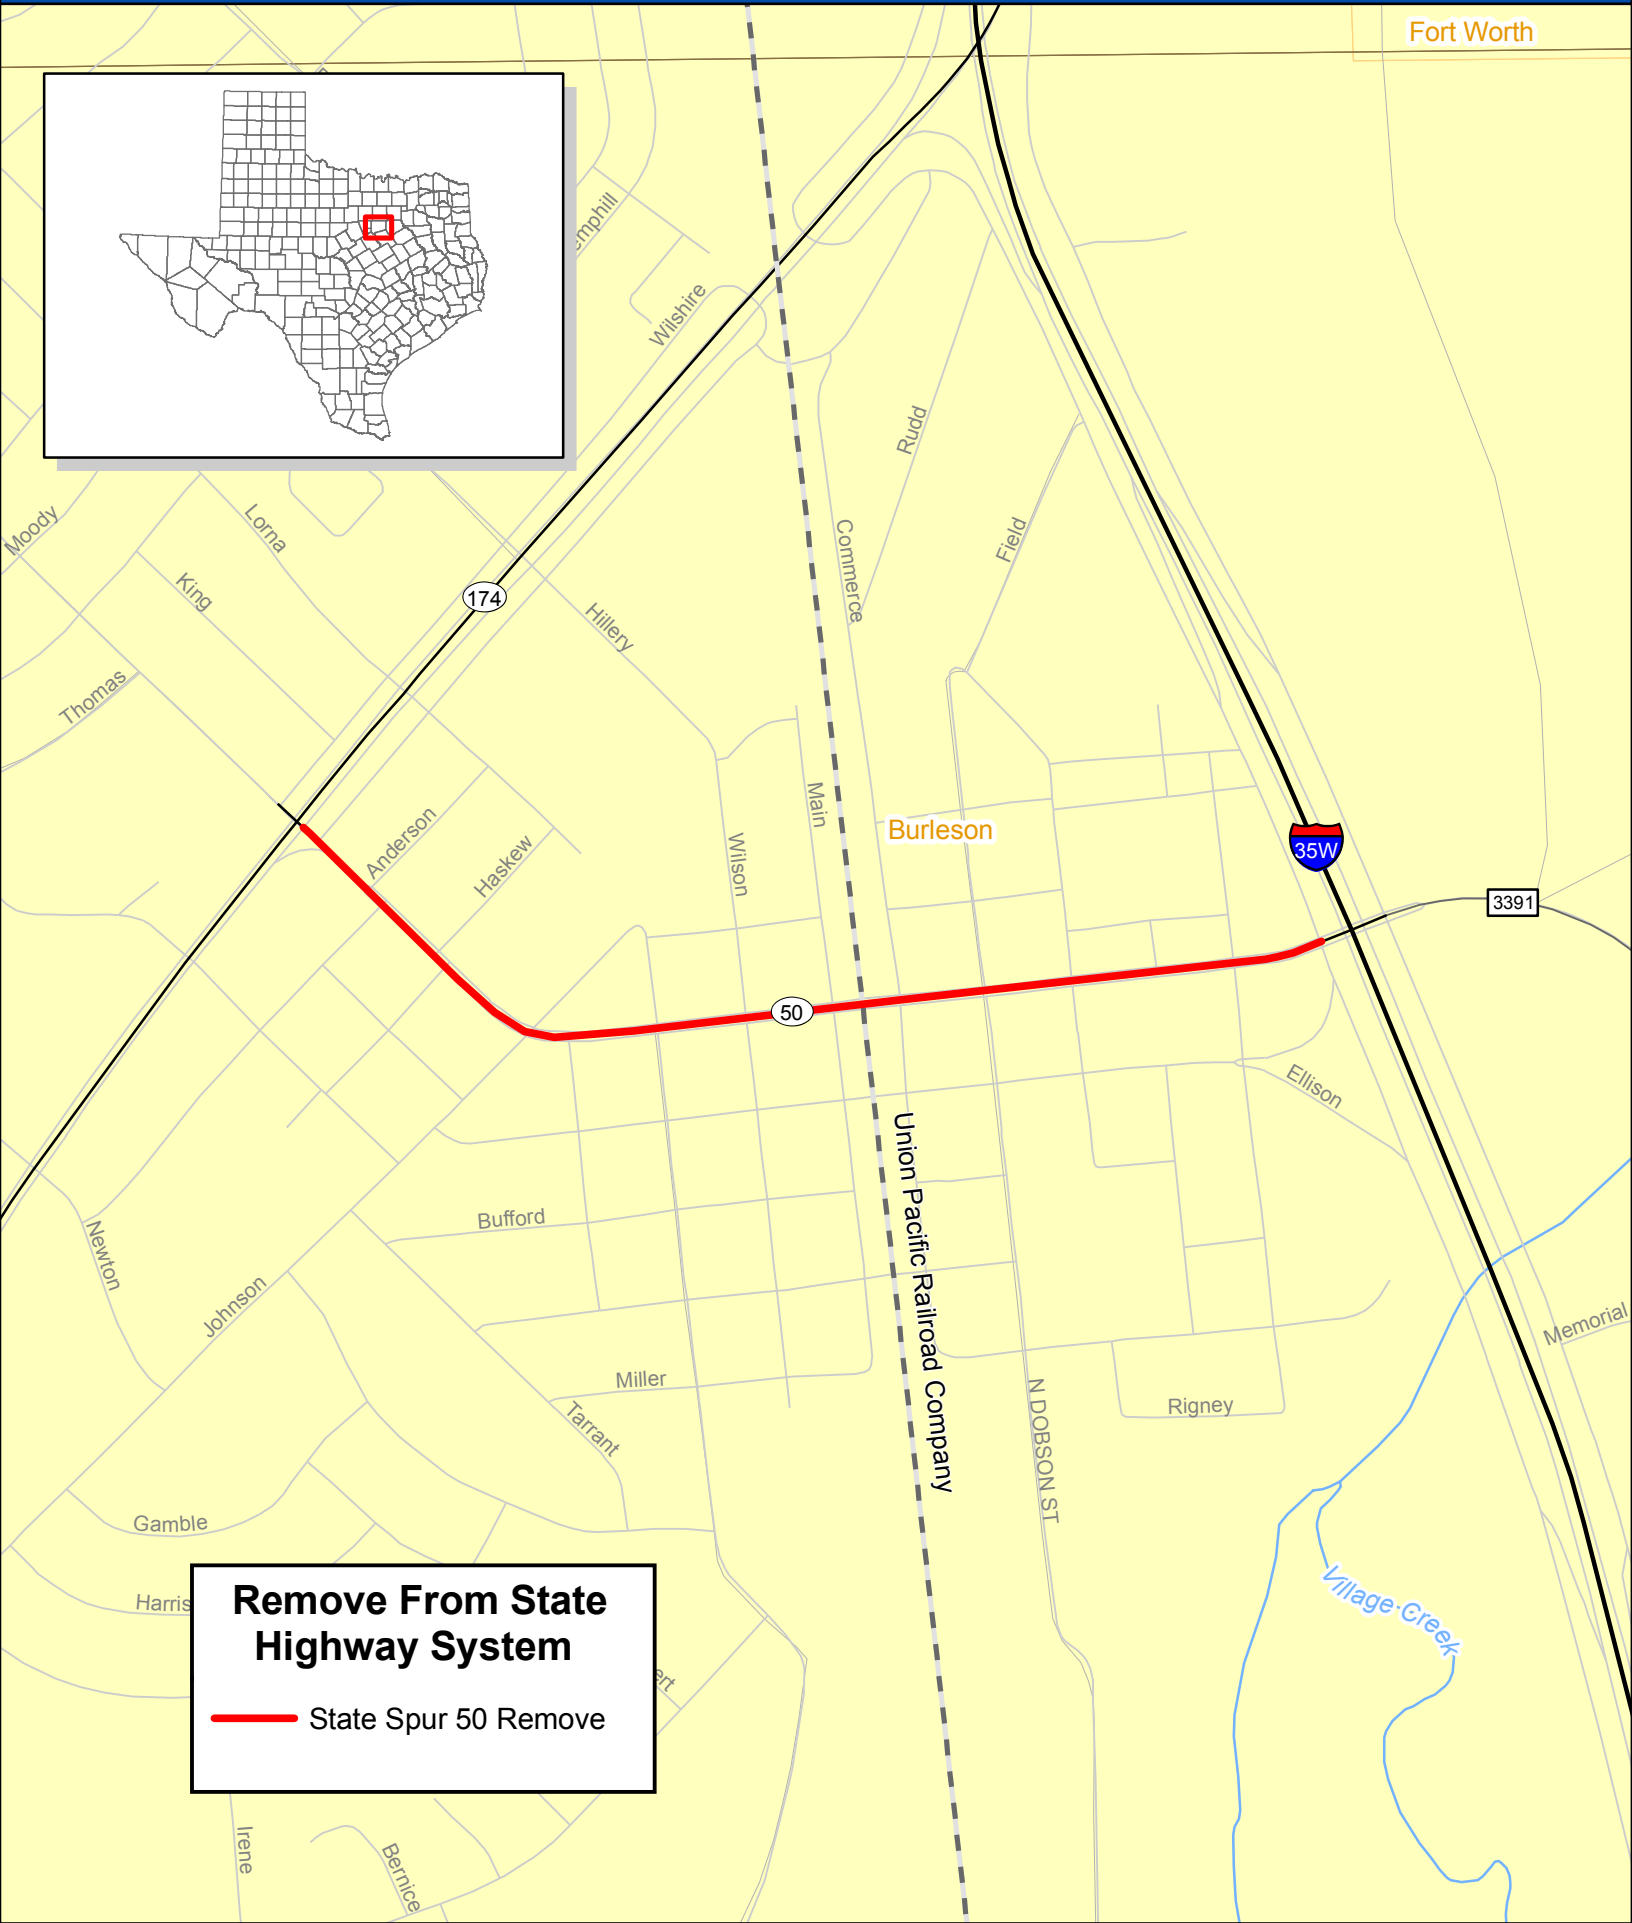 Fort Worth
Wilshire
Rudd
Moody
Lorna
Commerce
Field
King
174
Hillery
Thomas
Main
Anderson
Burleson
Haskew
Wilson
35W
3391
50
Ellison
Union Pacific Railroad Company
Bufford
Newton
Johnson
Memorial
Miller
N DOBSON ST
Rigney
Tarrant
Gamble
Village Creek
Harris
Remove From State
Highway System
State Spur 50 Remove
Irene
Bernice